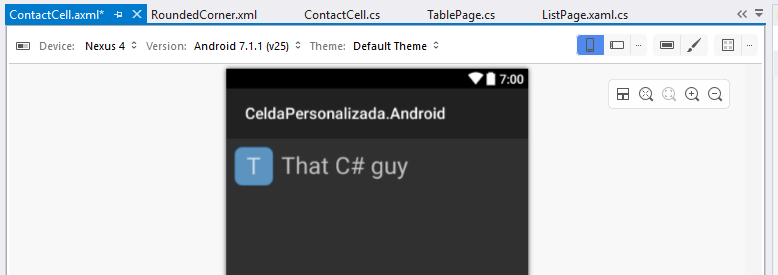 ContactCell.axml* RoundedCorner.xml ContactCell.cs TablePage.cs ListPage.xaml.cs
Device: Nexus 4 Version: Android 7.1.1 (v25) Theme: Default Theme
7:00
CeldaPersonalizada.Android
T That C# guy